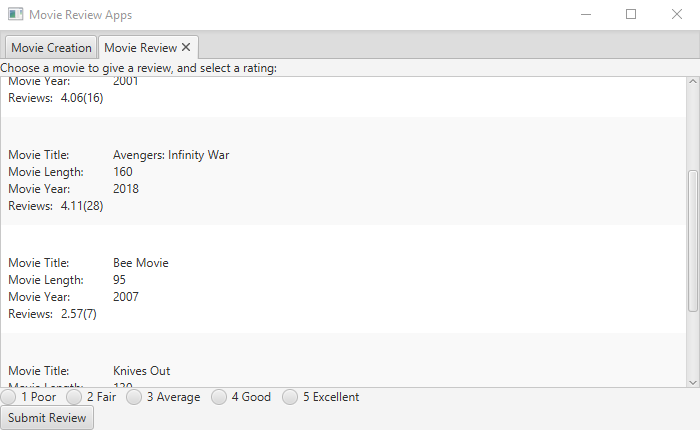 Movie Review Apps
Movie Creation Movie Review
Choose a movie to give a review, and select a rating:
Movie Year: 2001
Reviews: 4.06(16)
Movie Title: Avengers: Infinity War
Movie Length: 160
Movie Year: 2018
Reviews: 4.11(28)
Movie Title: Bee Movie
Movie Length: 95
Movie Year: 2007
Reviews: 2.57(7)
Movie Title: Knives Out
Movie Length: 130
1 Poor 2 Fair 3 Average 4 Good 5 Excellent
Submit Review